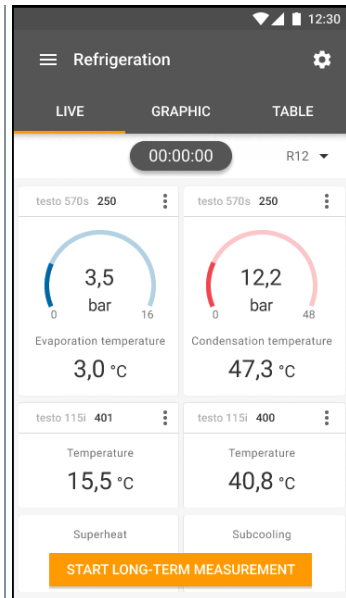 12:30
Refrigeration
LIVE GRAPHIC TABLE
00:00:00 R12
testo 570s 250 testo 570s 250
3,5 12,2
bar bar
0 16 0 48
Evaporation temperature Condensation temperature
3,0 °C 47,3 °C
testo 115i 401 testo 115i 400
Temperature Temperature
15,5 °C 40,8 °C
Superheat Subcooling
START LONG-TERM MEASUREMENT